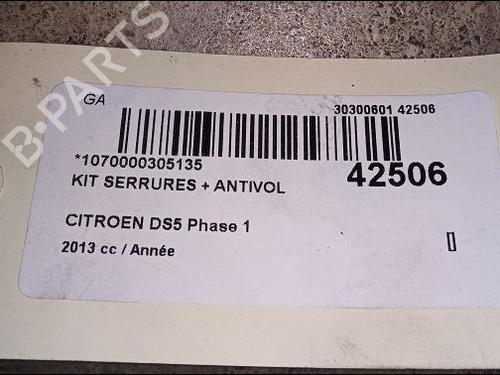 GA
30300601 42506
*1070000305135
42506
KIT SERRURES + ANTIVOL
CITROEN DS5 Phase 1
2013 cc / Année
B-PARTS